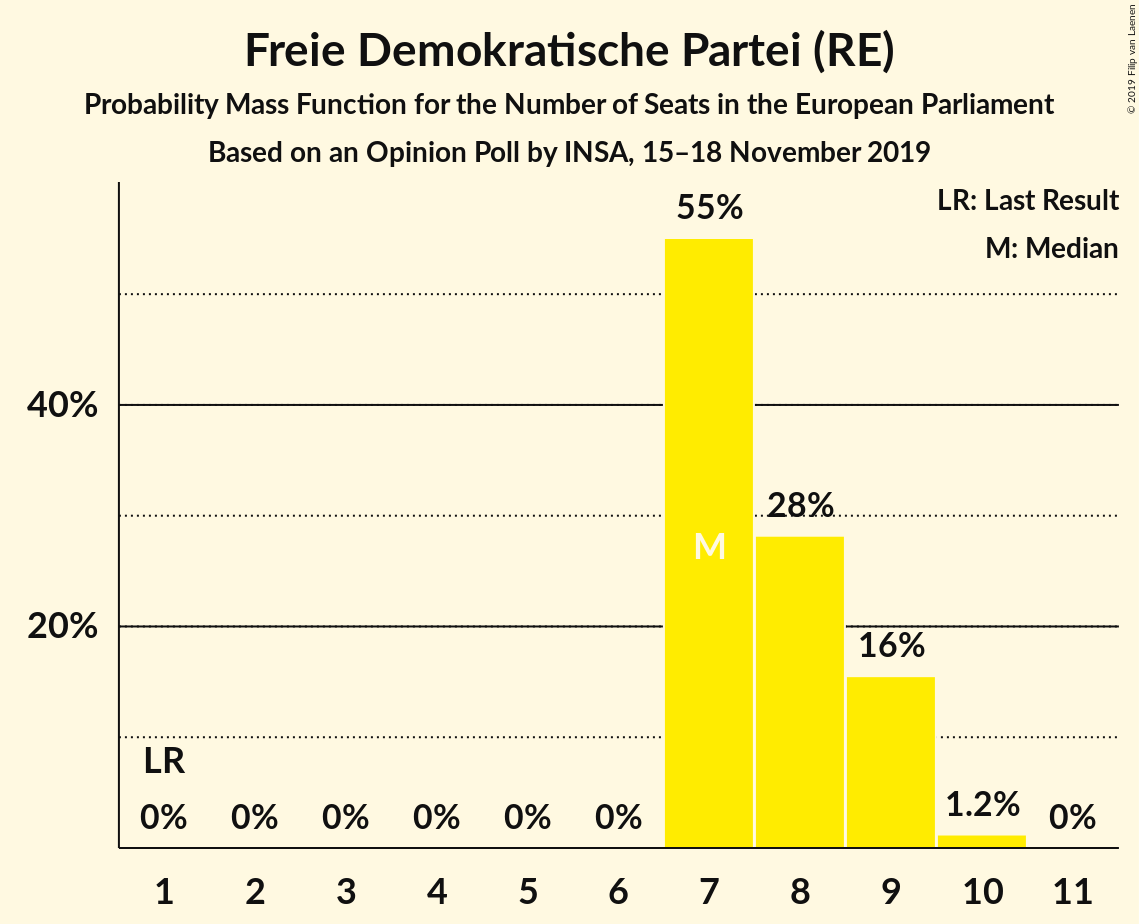 Freie Demokratische Partei (RE)
Probability Mass Function for the Number of Seats in the European Parliament
Based on an Opinion Poll by INSA, 15–18 November 2019
© 2019 Filip van Laenen
LR: Last Result
M: Median
55%
40%
28%
M
20%
16%
LR
1.2%
0% 0% 0% 0% 0% 0% 0%
1 2 3 4 5 6 7 8 9 10 11